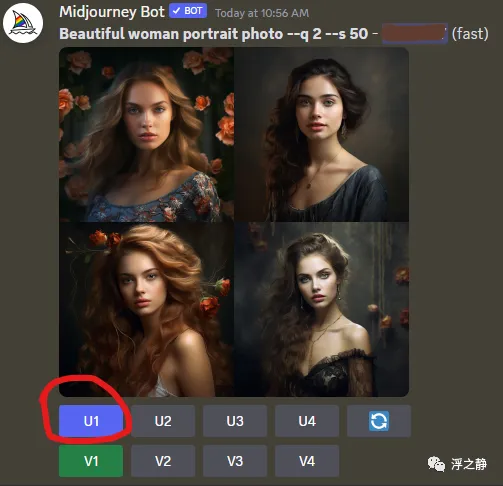 Midjourney Bot ✓ BOT Today at 10:56 AM
Beautiful woman portrait photo --q 2 --s 50 - (fast)
U1 U2 U3 U4
V1 V2 V3 V4
浮之静